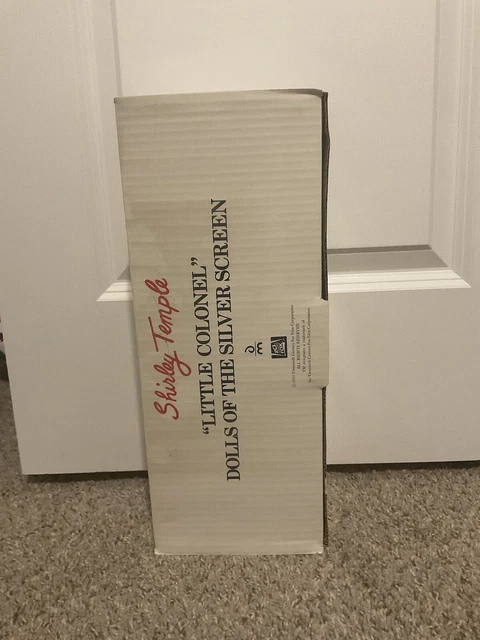 Shirley Temple
"LITTLE COLONEL"
DOLLS OF THE SILVER SCREEN
ALL RIGHTS RESERVED